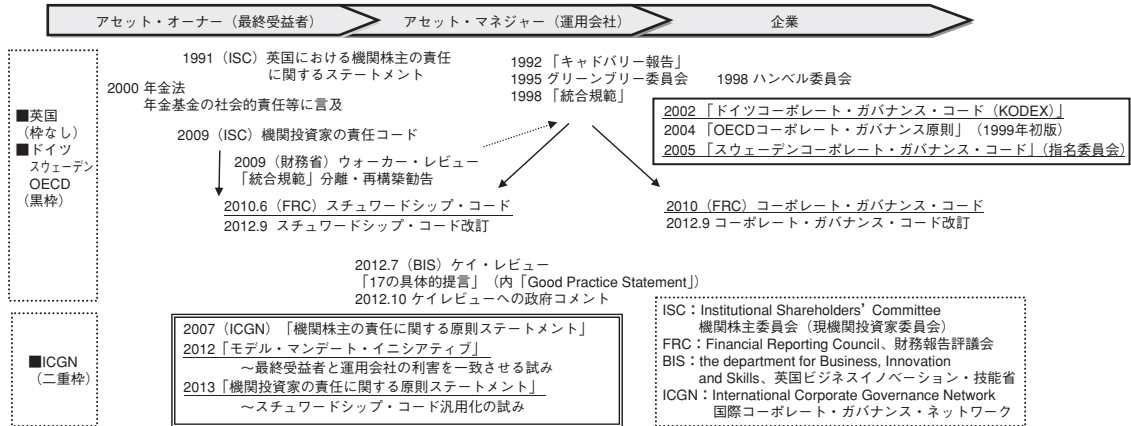 アセット・オーナー（最終受益者）
アセット・マネジャー（運用会社）
企業
■英国
（枠なし）
■ドイツ
スウェーデン
OECD
（黒枠）
1991（ISC）英国における機関株主の責任
に関するステートメント
2000 年金法
年金基金の社会的責任等に言及
2009（ISC）機関投資家の責任コード
2009（財務省）ウォーカー・レビュー
「統合規範」分離・再構築勧告
2010.6（FRC）スチュワードシップ・コード
2012.9 スチュワードシップ・コード改訂
1992 「キャドバリー報告」
1995 グリーンブリー委員会
1998 「統合規範」
1998 ハンペル委員会
2002 「ドイツコーポレート・ガバナンス・コード（KODEX）」
2004 「OECDコーポレート・ガバナンス原則」（1999年初版）
2005 「スウェーデンコーポレート・ガバナンス・コード」（指名委員会）
2010（FRC）コーポレート・ガバナンス・コード
2012.9 コーポレート・ガバナンス・コード改訂
2012.7（BIS）ケイ・レビュー
「17の具体的提言」（内「Good Practice Statement」）
2012.10 ケイレビューへの政府コメント
■ICGN
（二重枠）
2007（ICGN）「機関株主の責任に関する原則ステートメント」
2012「モデル・マンデート・イニシアティブ」
～最終受益者と運用会社の利害を一致させる試み
2013「機関投資家の責任に関する原則ステートメント」
～スチュワードシップ・コード汎用化の試み
ISC：Institutional Shareholders’ Committee
機関株主委員会（現機関投資家委員会）
FRC：Financial Reporting Council、財務報告評議会
BIS：the department for Business, Innovation
and Skills、英国ビジネスイノベーション・技能省
ICGN：International Corporate Governance Network
国際コーポレート・ガバナンス・ネットワーク